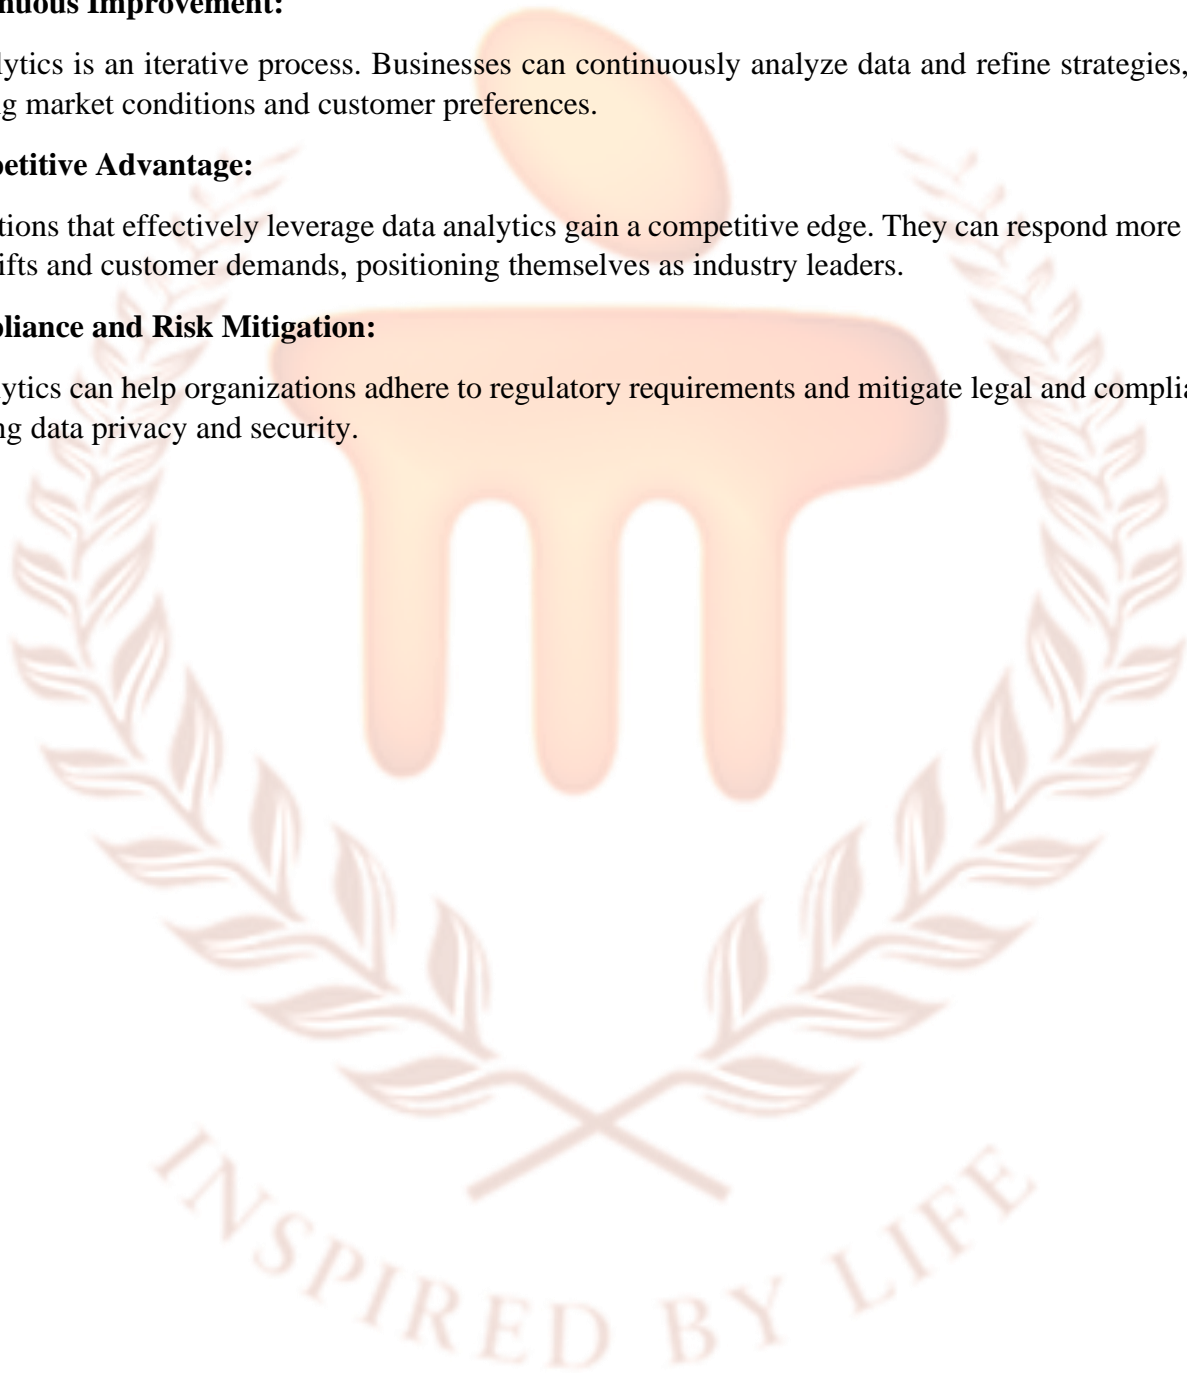 nuous Improvement:
lytics is an iterative process. Businesses can continuously analyze data and refine strategies,
g market conditions and customer preferences.
etitive Advantage:
tions that effectively leverage data analytics gain a competitive edge. They can respond more
ifts and customer demands, positioning themselves as industry leaders.
liance and Risk Mitigation:
lytics can help organizations adhere to regulatory requirements and mitigate legal and complia
ng data privacy and security.
INSPIRED BY LIFE